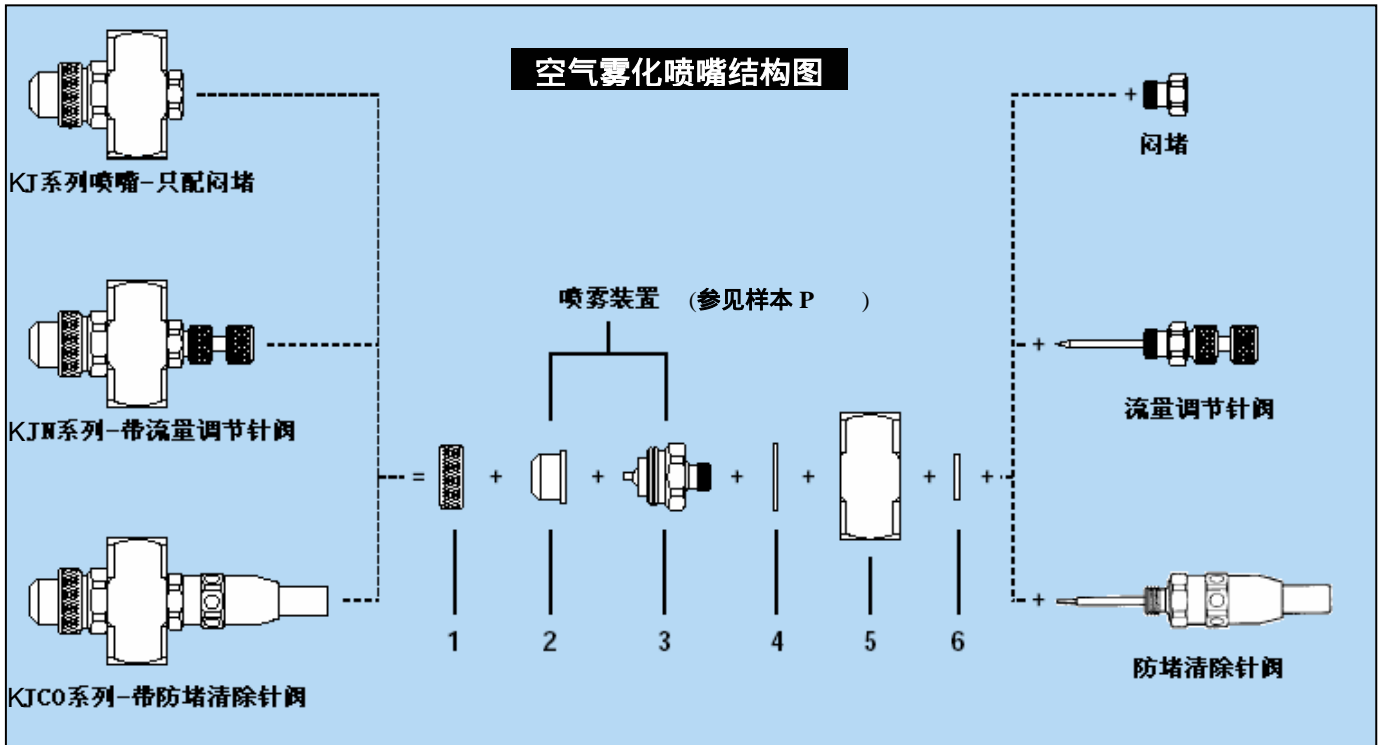 空气雾化喷嘴结构图
+
闷堵
KJ系列喷嘴-只配闷堵
喷雾装置 (参见样本 P )
+
流量调节针阀
KJN系列-带流量调节针阀
= + + + + + +
1 2 3 4 5 6
+
防堵清除针阀
KJCO系列-带防堵清除针阀